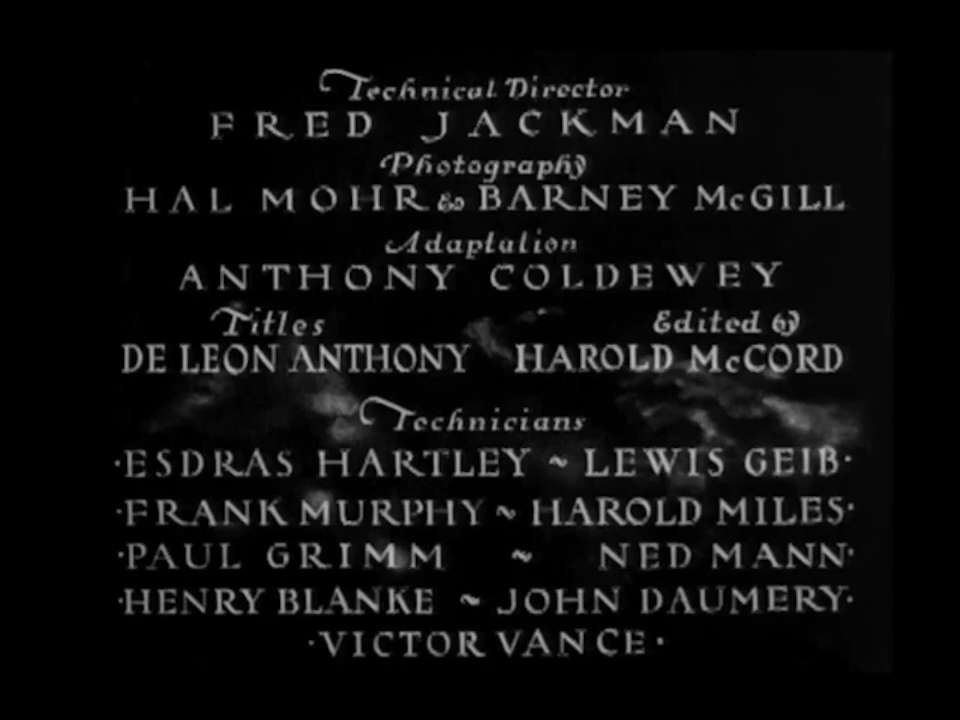 Technical Director
FRED JACKMAN
Photography
HAL MOHR & BARNEY McGILL
Adaptation
ANTHONY COLDEWEY
Titles Edited by
DE LEON ANTHONY HAROLD McCORD
Technicians
·ESDRAS HARTLEY ~ LEWIS GEIB·
·FRANK MURPHY ~ HAROLD MILES·
·PAUL GRIMM ~ NED MANN·
·HENRY BLANKE ~ JOHN DAUMERY·
·VICTOR VANCE·